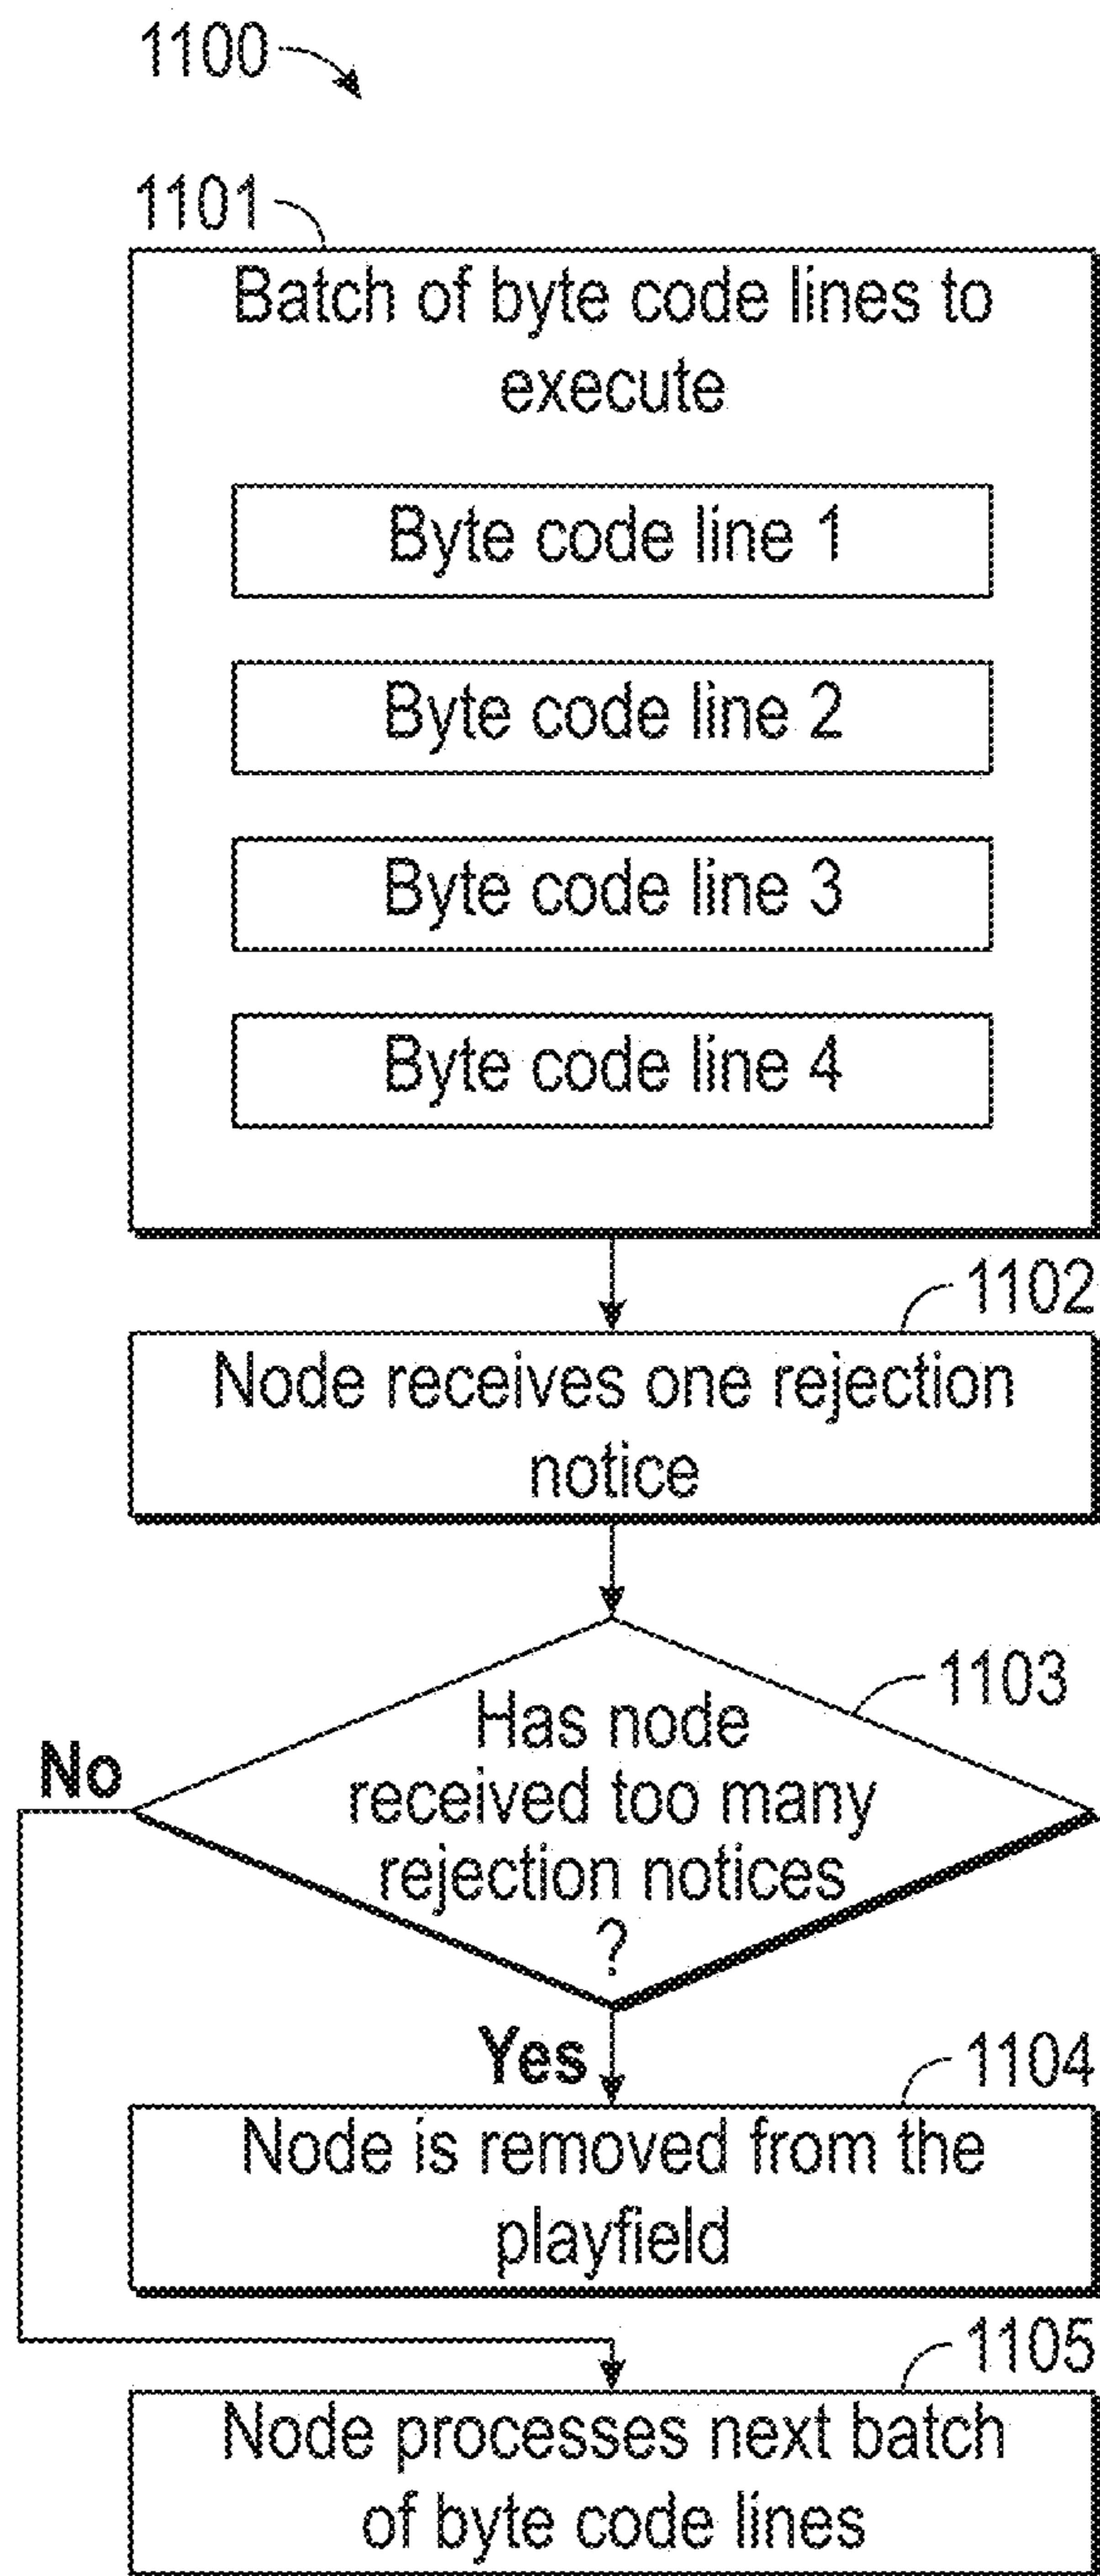 1100
1101
Batch of byte code lines to
execute
Byte code line 1
Byte code line 2
Byte code line 3
Byte code line 4
1102
Node receives one rejection
notice
1103
Has node
received too many
rejection notices
?
No
Yes
1104
Node is removed from the
playfield
1105
Node processes next batch
of byte code lines